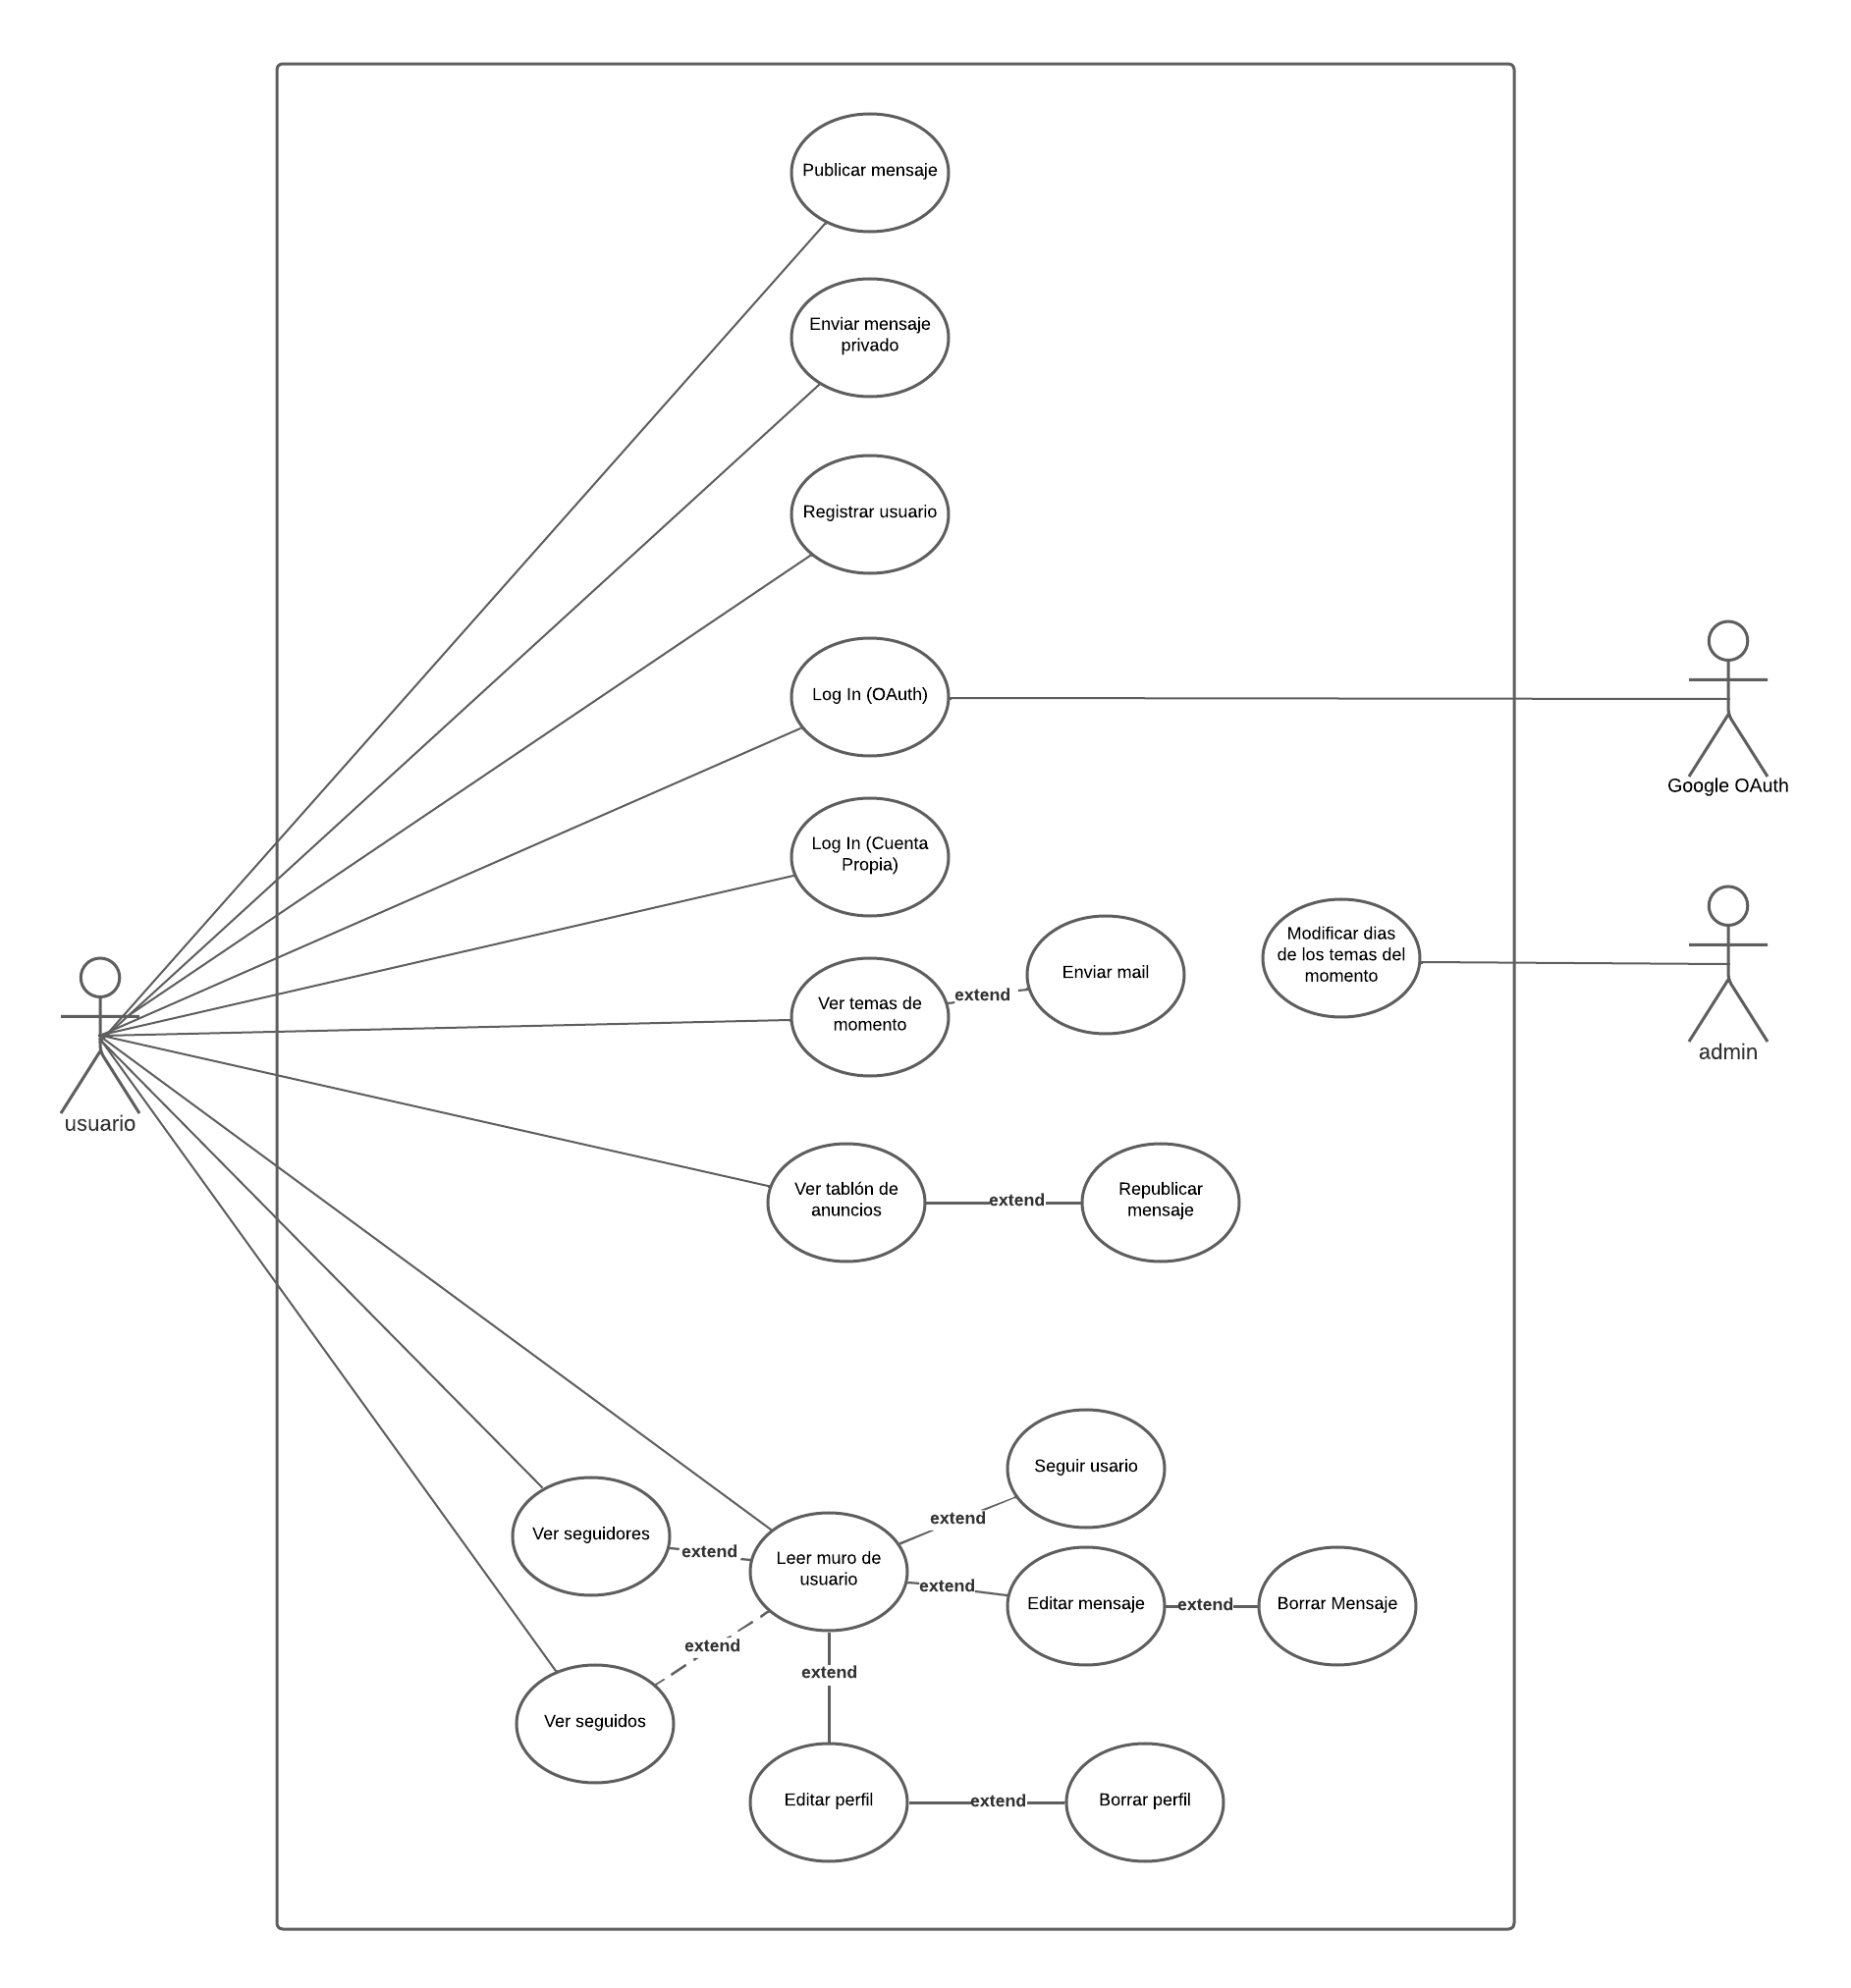 Publicar mensaje
Enviar mensaje
privado
Registrar usuario
Log In (OAuth)
Google OAuth
Log In (Cuenta
Propia)
Modificar dias
de los temas del
momento
Enviar mail
extend
Ver temas de
momento
admin
usuario
Ver tablón de
anuncios
extend
Republicar
mensaje
Seguir usario
extend
Ver seguidores
extend
Leer muro de
usuario
extend
Editar mensaje
extend
Borrar Mensaje
extend
extend
Ver seguidos
Editar perfil
extend
Borrar perfil